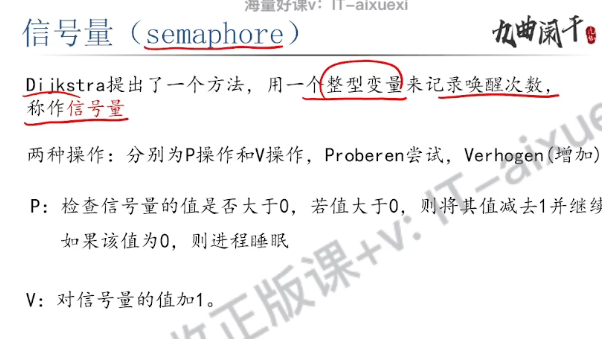 海量好课v: IT-aixuexi
信号量（semaphore）
九曲阑干
Dijkstra提出了一个方法，用一个整型变量来记录唤醒次数，
称作信号量
两种操作：分别为P操作和V操作，Proberen尝试，Verhogen(增加)
P：检查信号量的值是否大于0，若值大于0，则将其值减去1并继续
如果该值为0，则进程睡眠
V：对信号量的值加1。
正版课+v: IT-aixue